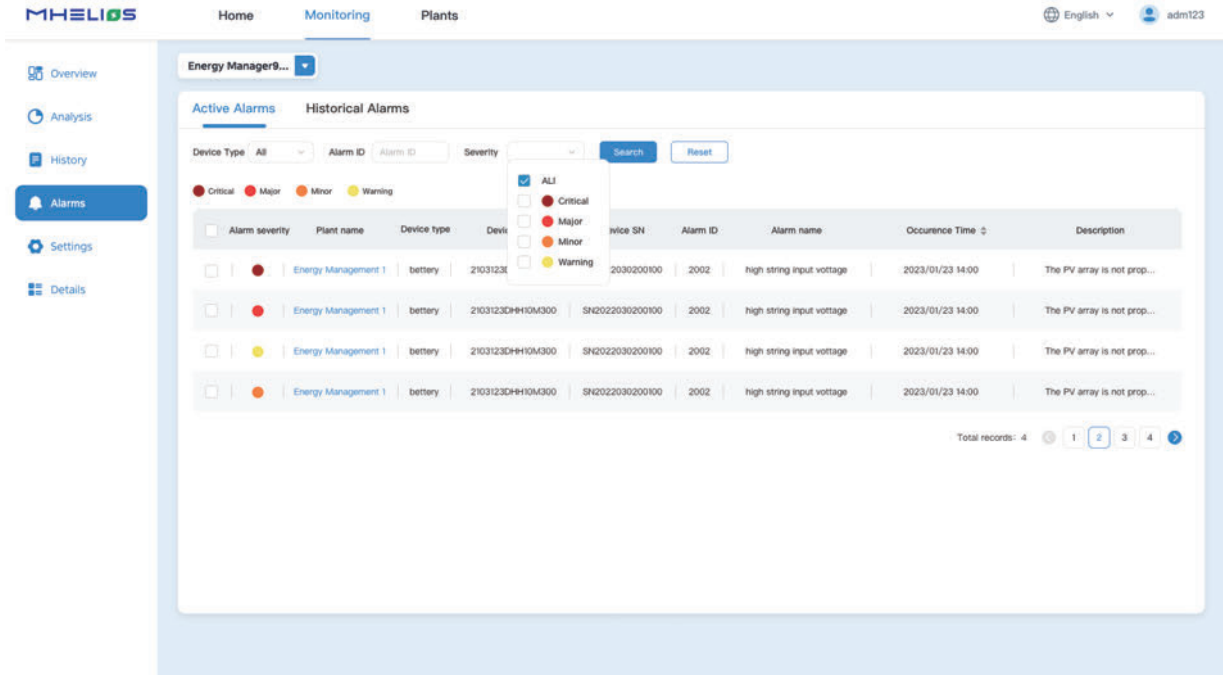 MHELIOS Home Monitoring Plants English adm123
Overview
Analysis
History
Alarms
Settings
Details
Energy Manager9...
Active Alarms Historical Alarms
Device Type All Alarm ID Alarm ID Severity Search Reset
ALI
Critical
Major
Minor
Warning
Critical Major Minor Warning
Alarm severity Plant name Device type Devi vice SN Alarm ID Alarm name Occurence Time Description
Energy Management 1 bettery 2103123D 2030200100 2002 high string input vottage 2023/01/23 14:00 The PV array is not prop...
Energy Management 1 bettery 2103123DHH10M300 SN2022030200100 2002 high string input vottage 2023/01/23 14:00 The PV array is not prop...
Energy Management 1 bettery 2103123DHH10M300 SN2022030200100 2002 high string input vottage 2023/01/23 14:00 The PV array is not prop...
Energy Management 1 bettery 2103123DHH10M300 SN2022030200100 2002 high string input vottage 2023/01/23 14:00 The PV array is not prop...
Total records: 4 1 2 3 4